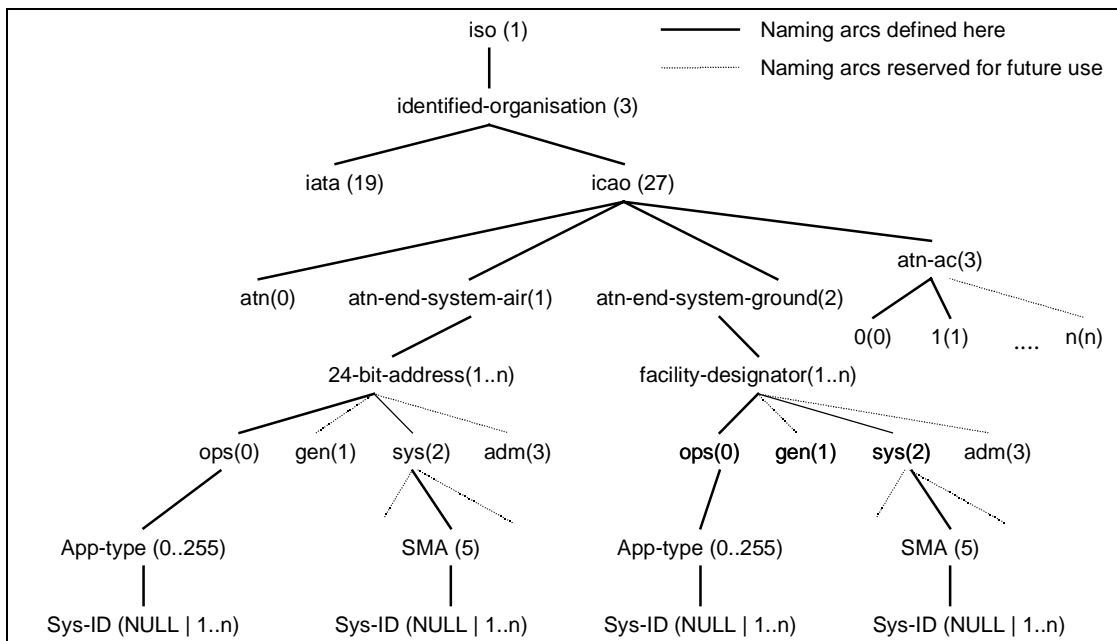 iso (1)
Naming arcs defined here
Naming arcs reserved for future use
identified-organisation (3)
iata (19)
icao (27)
atn-ac(3)
atn(0)
atn-end-system-air(1)
atn-end-system-ground(2)
0(0)
1(1)
....
n(n)
24-bit-address(1..n)
facility-designator(1..n)
ops(0)
gen(1)
sys(2)
adm(3)
ops(0)
gen(1)
sys(2)
adm(3)
App-type (0..255)
SMA (5)
App-type (0..255)
SMA (5)
Sys-ID (NULL | 1..n)
Sys-ID (NULL | 1..n)
Sys-ID (NULL | 1..n)
Sys-ID (NULL | 1..n)